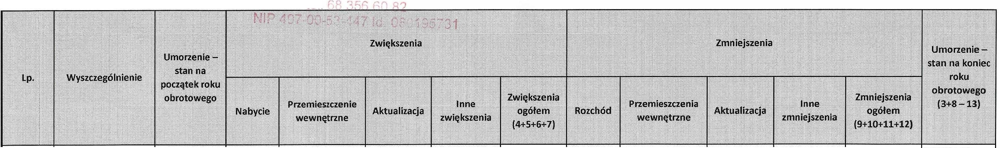 68 356 60 82
NIP 497-00-53-447 Id 080195731
Lp.
Wyszczególnienie
Umorzenie –
stan na
początek roku
obrotowego
Zwiększenia
Nabycie
Przemieszczenie
wewnętrzne
Aktualizacja
Inne
zwiększenia
Zwiększenia
ogółem
(4+5+6+7)
Zmniejszenia
Rozchód
Przemieszczenia
wewnętrzne
Aktualizacja
Inne
zmniejszenia
Zmniejszenia
ogółem
(9+10+11+12)
Umorzenie –
stan na koniec
roku
obrotowego
(3+8 – 13)